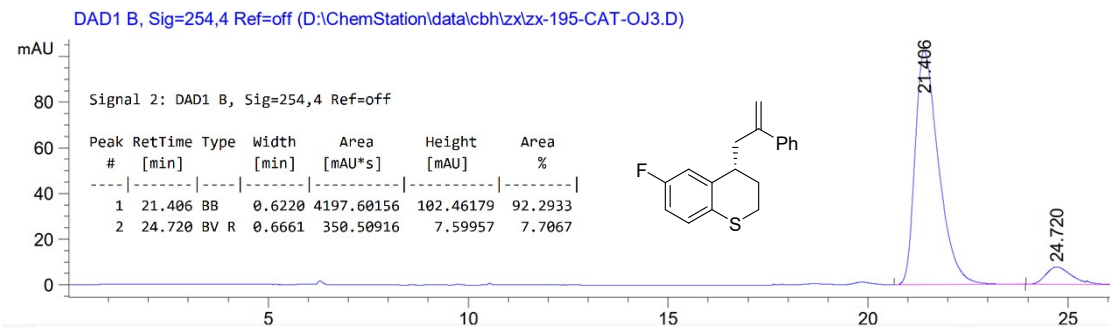 DAD1 B, Sig=254,4 Ref=off (D:\ChemStation\data\cbh\zx\zx-195-CAT-OJ3.D)
mAU
80
60
40
20
0
Signal 2: DAD1 B, Sig=254,4 Ref=off
Peak RetTime Type Width Area Height Area
# [min] [min] [mAU*s] [mAU] %
----|-------|----|-------|----------|----------|--------|
1 21.406 BB 0.6220 4197.60156 102.46179 92.2933
2 24.720 BV R 0.6661 350.50916 7.59957 7.7067
F
S
Ph
21.406
24.720
5 10 15 20 25